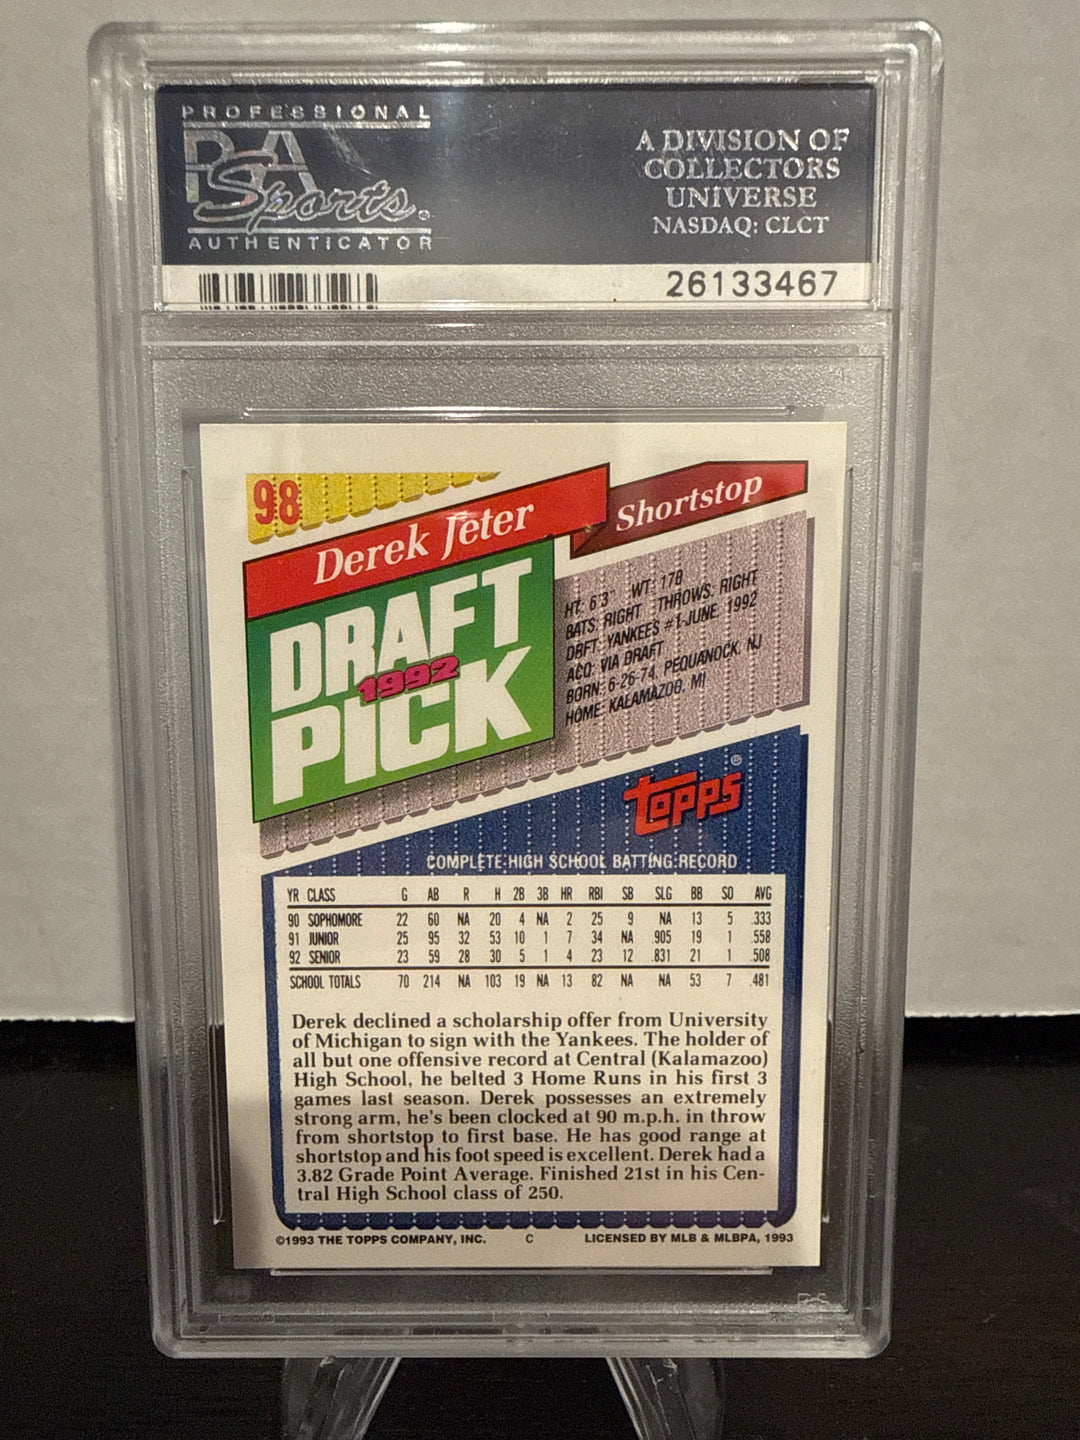 PROFESSIONAL
PSA
Sports®
AUTHENTICATOR
A DIVISION OF
COLLECTORS
UNIVERSE
NASDAQ: CLCT
26133467
98
Derek Jeter
Shortstop
DRAFT
1992
PICK
HT: 6'3" WT: 178
BATS: RIGHT THROWS: RIGHT
DRFT: YANKEES #1-JUNE, 1992
ACQ: VIA DRAFT
BORN: 6-26-74, PEQUANOCK, NJ
HOME: KALAMAZOO, MI
TOPPS®
COMPLETE HIGH SCHOOL BATTING RECORD
YR CLASS G AB R H 2B 3B HR RBI SB SLG BB SO AVG
90 SOPHOMORE 22 60 NA 20 4 NA 2 25 9 NA 13 5 .333
91 JUNIOR 25 95 32 53 10 1 7 34 NA .905 19 1 .558
92 SENIOR 23 59 28 30 5 1 4 23 12 .831 21 1 .508
SCHOOL TOTALS 70 214 NA 103 19 NA 13 82 NA NA 53 7 .481
Derek declined a scholarship offer from University
of Michigan to sign with the Yankees. The holder of
all but one offensive record at Central (Kalamazoo)
High School, he belted 3 Home Runs in his first 3
games last season. Derek possesses an extremely
strong arm, he's been clocked at 90 m.p.h. in throw
from shortstop to first base. He has good range at
shortstop and his foot speed is excellent. Derek had a
3.82 Grade Point Average. Finished 21st in his Cen-
tral High School class of 250.
©1993 THE TOPPS COMPANY, INC. C LICENSED BY MLB & MLBPA, 1993